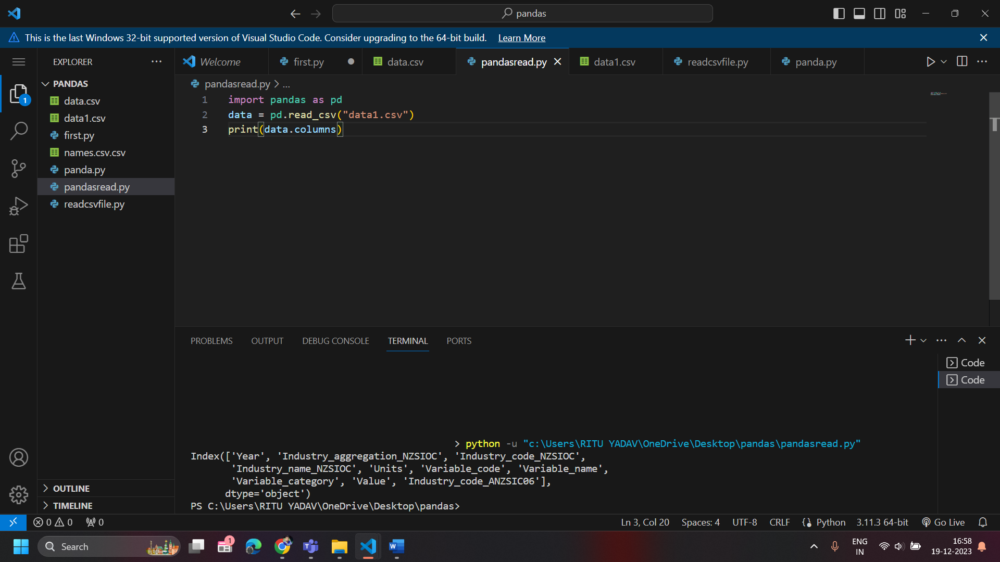 pandas
This is the last Windows 32-bit supported version of Visual Studio Code. Consider upgrading to the 64-bit build. Learn More
EXPLORER
Welcome
first.py
data.csv
pandasread.py
data1.csv
readcsvfile.py
panda.py
PANDAS
1
data.csv
data1.csv
first.py
names.csv.csv
panda.py
pandasread.py
readcsvfile.py
pandasread.py > ...
1 import pandas as pd
2 data = pd.read_csv("data1.csv")
3 print(data.columns)
PROBLEMS OUTPUT DEBUG CONSOLE TERMINAL PORTS
Code
Code
> python -u "c:\Users\RITU YADAV\OneDrive\Desktop\pandas\pandasread.py"
Index(['Year', 'Industry_aggregation_NZSIOC', 'Industry_code_NZSIOC',
'Industry_name_NZSIOC', 'Units', 'Variable_code', 'Variable_name',
'Variable_category', 'Value', 'Industry_code_ANZSIC06'],
dtype='object')
PS C:\Users\RITU YADAV\OneDrive\Desktop\pandas>
OUTLINE
TIMELINE
0 0 0
Ln 3, Col 20 Spaces: 4 UTF-8 CRLF {} Python 3.11.3 64-bit Go Live
Search
1
T
W
ENG
IN
16:58
19-12-2023